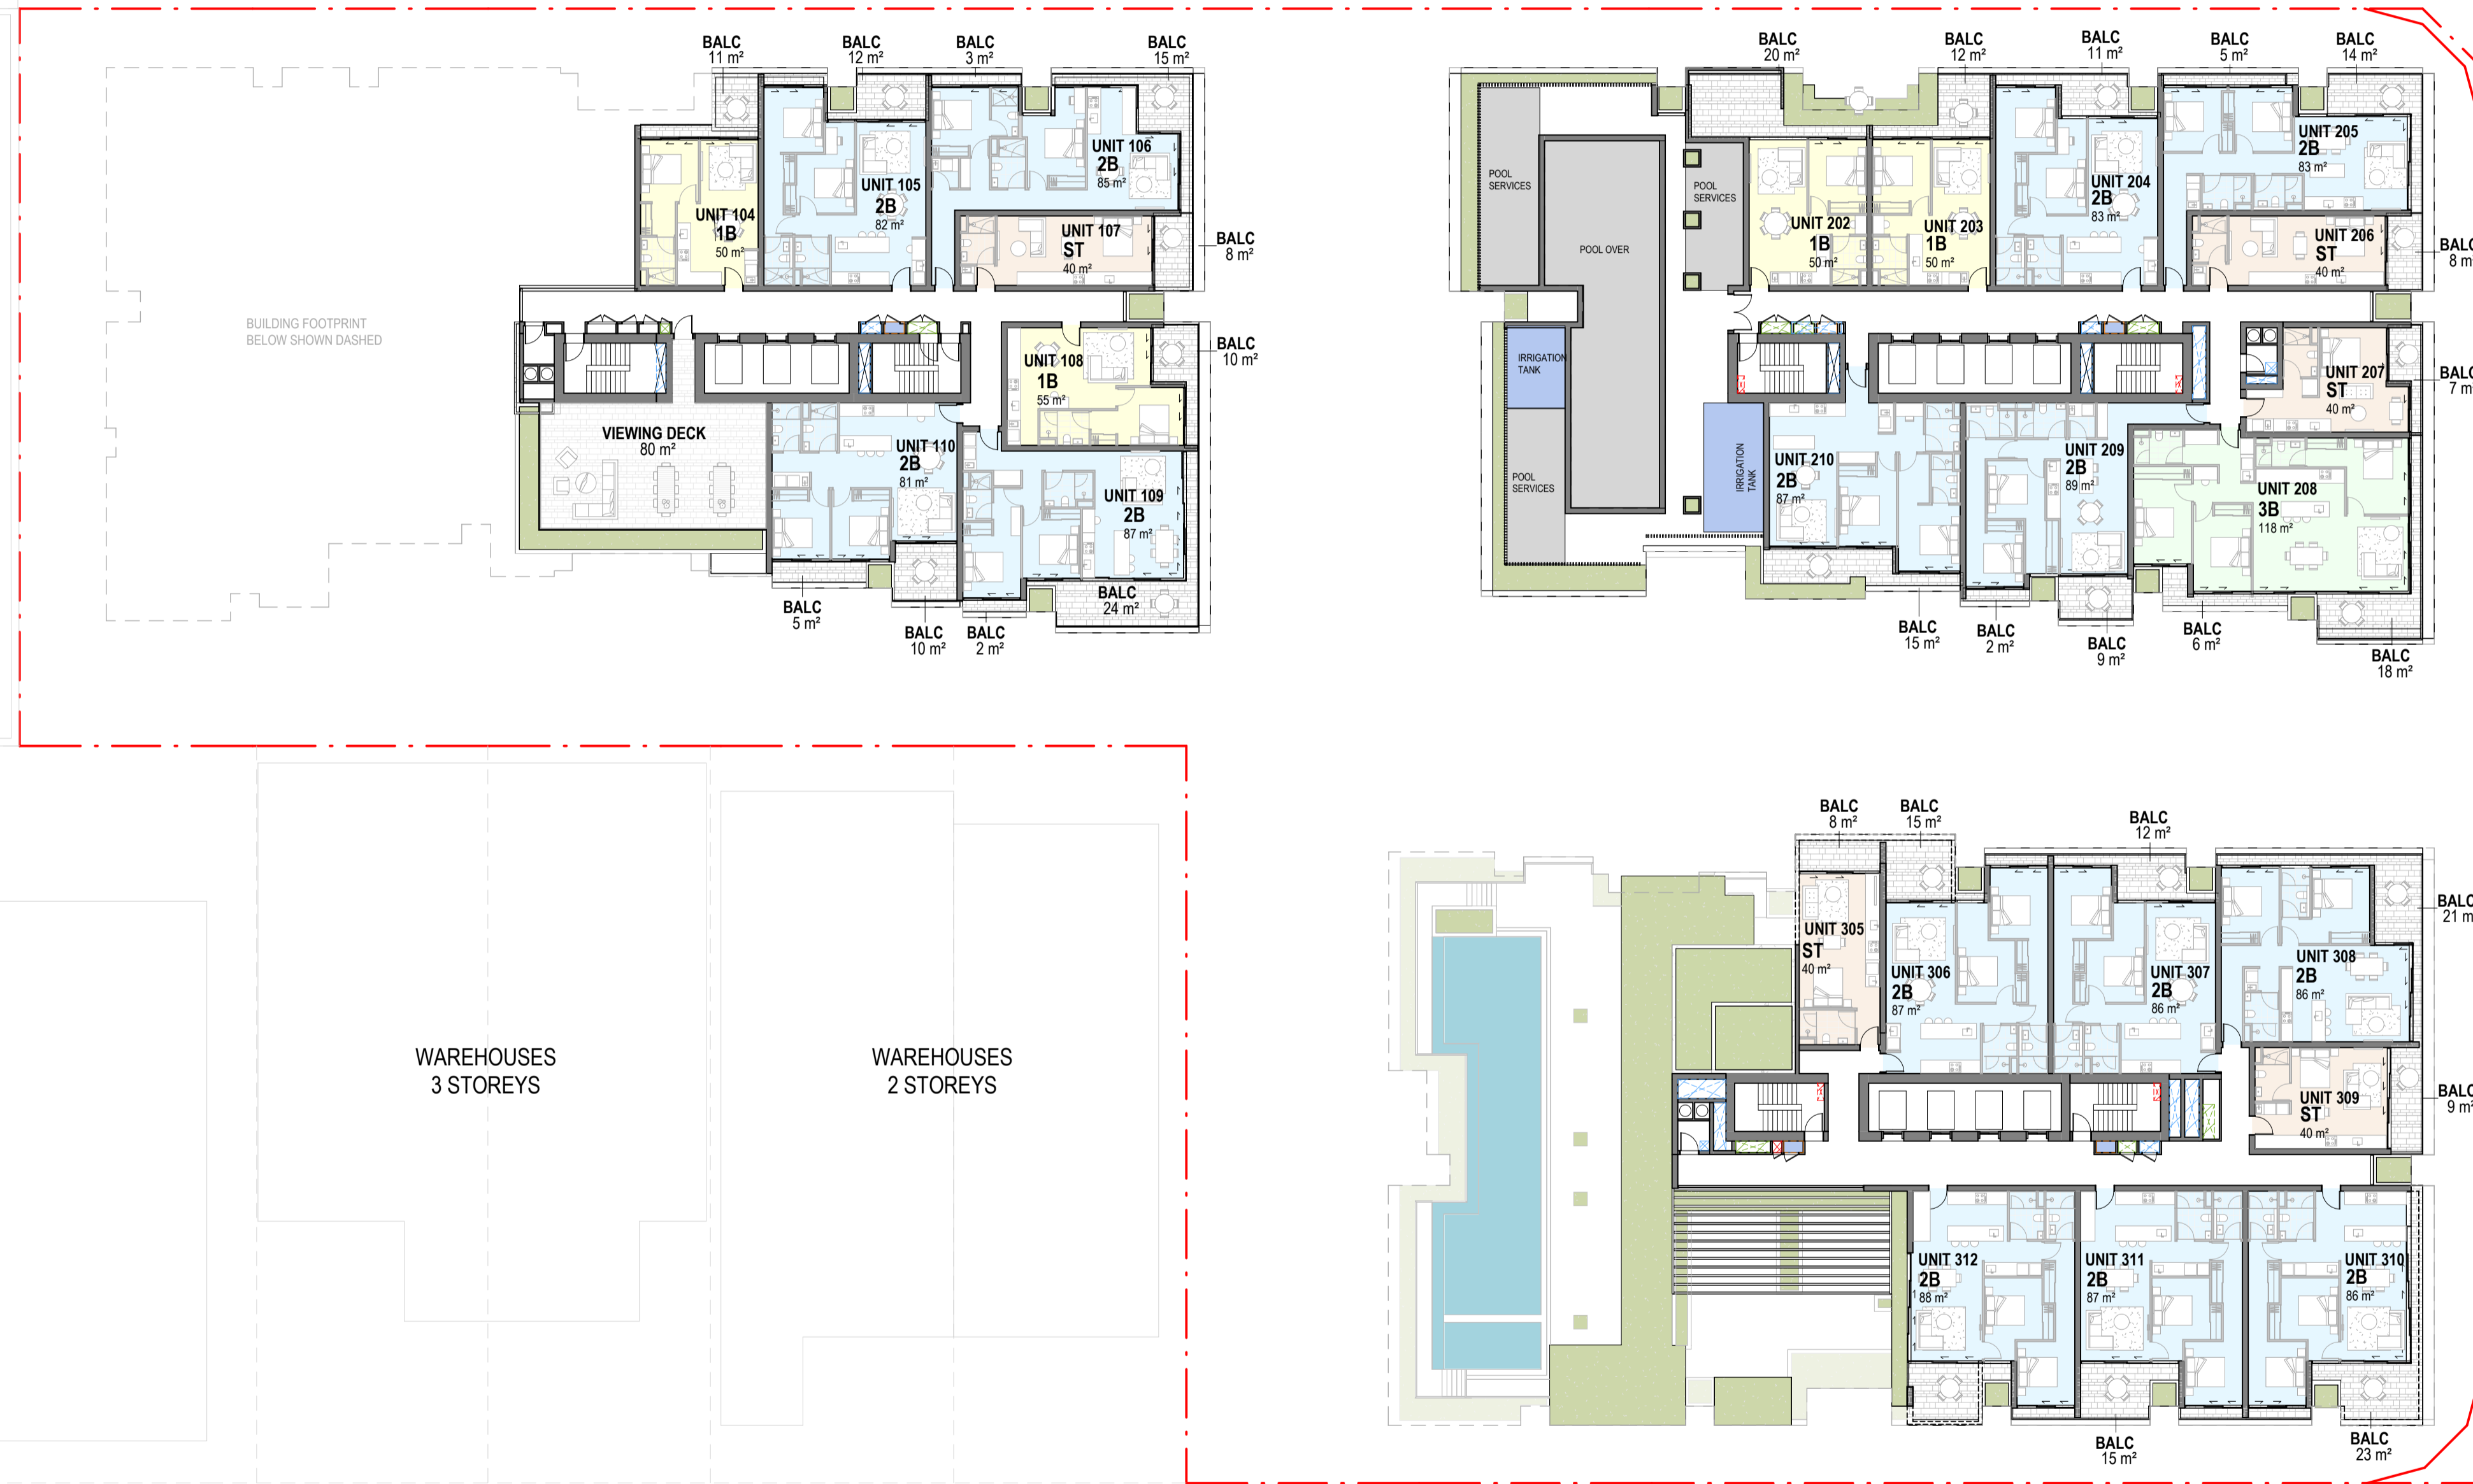 BALC
11 m²
BALC
12 m²
BALC
3 m²
BALC
15 m²
UNIT 104
1B
50 m²
UNIT 105
2B
82 m²
UNIT 106
2B
85 m²
UNIT 107
ST
40 m²
BALC
8 m²
BUILDING FOOTPRINT
BELOW SHOWN DASHED
UNIT 108
1B
55 m²
BALC
10 m²
VIEWING DECK
80 m²
UNIT 110
2B
81 m²
UNIT 109
2B
87 m²
BALC
24 m²
BALC
5 m²
BALC
10 m²
BALC
2 m²
BALC
20 m²
BALC
12 m²
BALC
11 m²
BALC
5 m²
BALC
14 m²
POOL
SERVICES
POOL
SERVICES
POOL OVER
UNIT 202
1B
50 m²
UNIT 203
1B
50 m²
UNIT 204
2B
83 m²
UNIT 205
2B
83 m²
UNIT 206
ST
40 m²
BALC
8 m²
IRRIGATION
TANK
UNIT 207
ST
40 m²
BALC
7 m²
POOL
SERVICES
IRRIGATION
TANK
UNIT 210
2B
87 m²
UNIT 209
2B
89 m²
UNIT 208
3B
118 m²
BALC
15 m²
BALC
2 m²
BALC
9 m²
BALC
6 m²
BALC
18 m²
WAREHOUSES
3 STOREYS
WAREHOUSES
2 STOREYS
BALC
8 m²
BALC
15 m²
BALC
12 m²
BALC
21 m
UNIT 305
ST
40 m²
UNIT 306
2B
87 m²
UNIT 307
2B
86 m²
UNIT 308
2B
86 m²
UNIT 309
ST
40 m²
BALC
9 m²
UNIT 312
2B
88 m²
UNIT 311
2B
87 m²
UNIT 310
2B
86 m²
BALC
15 m²
BALC
23 m²